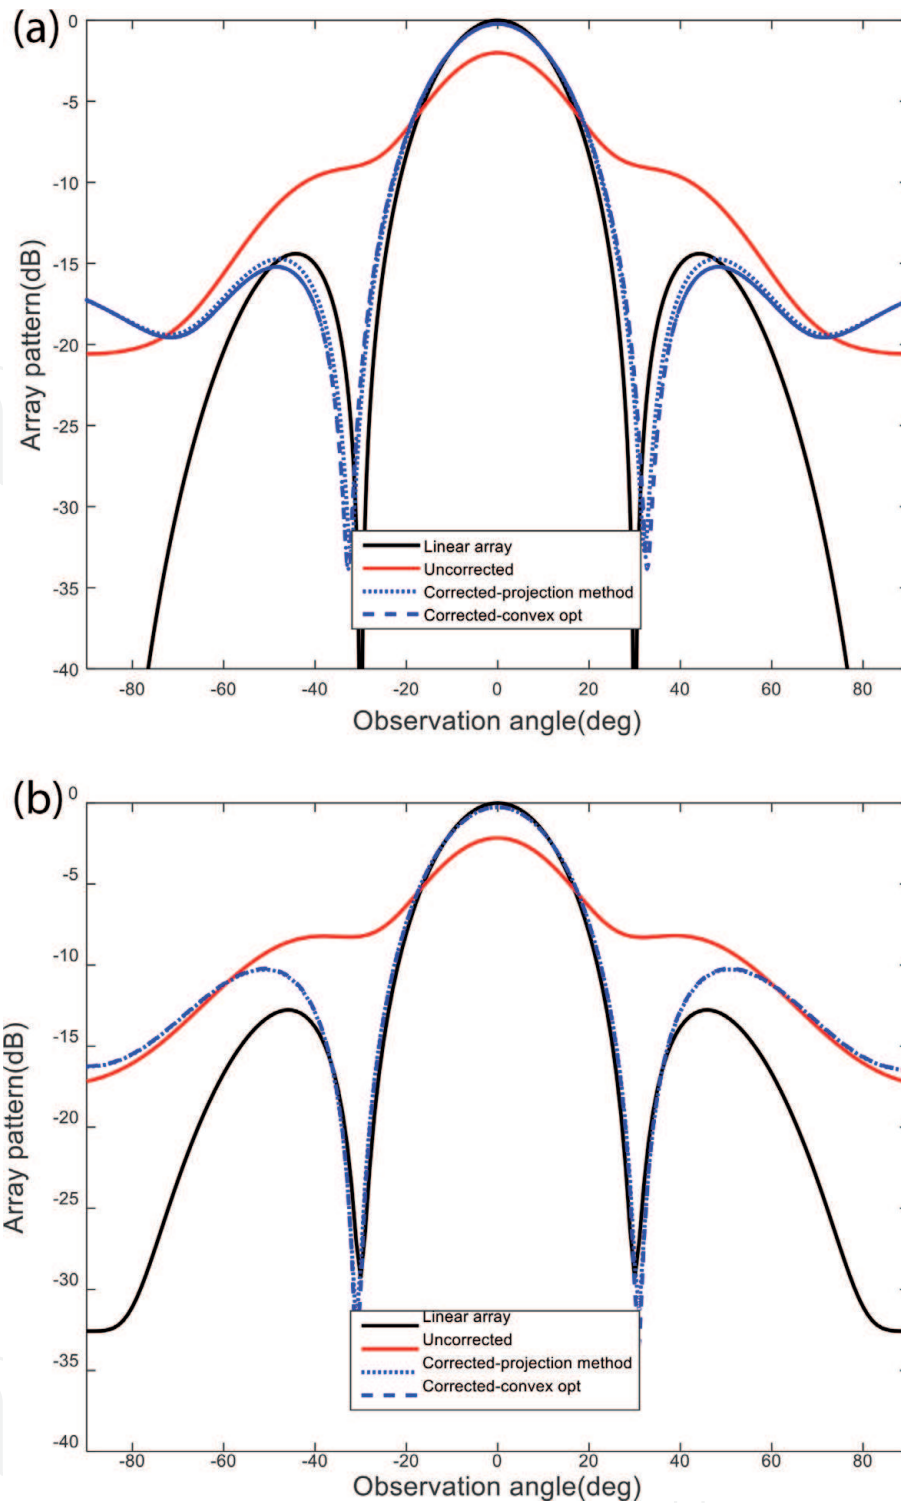 (a)
0
-5
-10
-15
-20
-25
-30
-35
-40
Array pattern(dB)
Linear array
Uncorrected
Corrected-projection method
Corrected-convex opt
-80 -60 -40 -20 0 20 40 60 80
Observation angle(deg)
(b)
0
-5
-10
-15
-20
-25
-30
-35
-40
Array pattern(dB)
Linear array
Uncorrected
Corrected-projection method
Corrected-convex opt
-80 -60 -40 -20 0 20 40 60 80
Observation angle(deg)